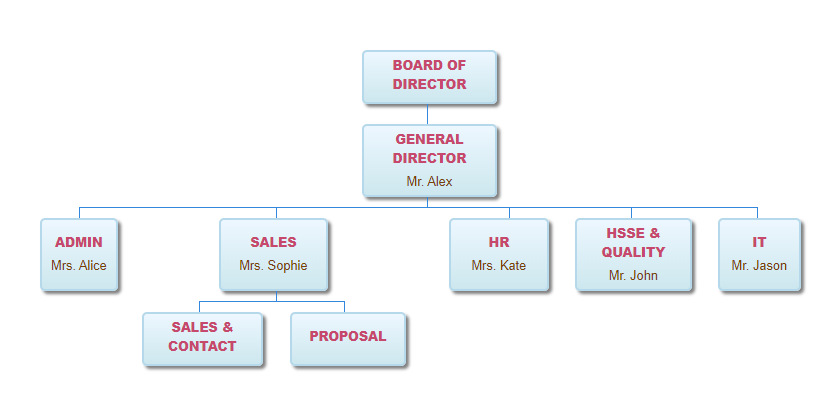 BOARD OF
DIRECTOR
GENERAL
DIRECTOR
Mr. Alex
ADMIN
Mrs. Alice
SALES
Mrs. Sophie
HR
Mrs. Kate
HSSE &
QUALITY
Mr. John
IT
Mr. Jason
SALES &
CONTACT
PROPOSAL